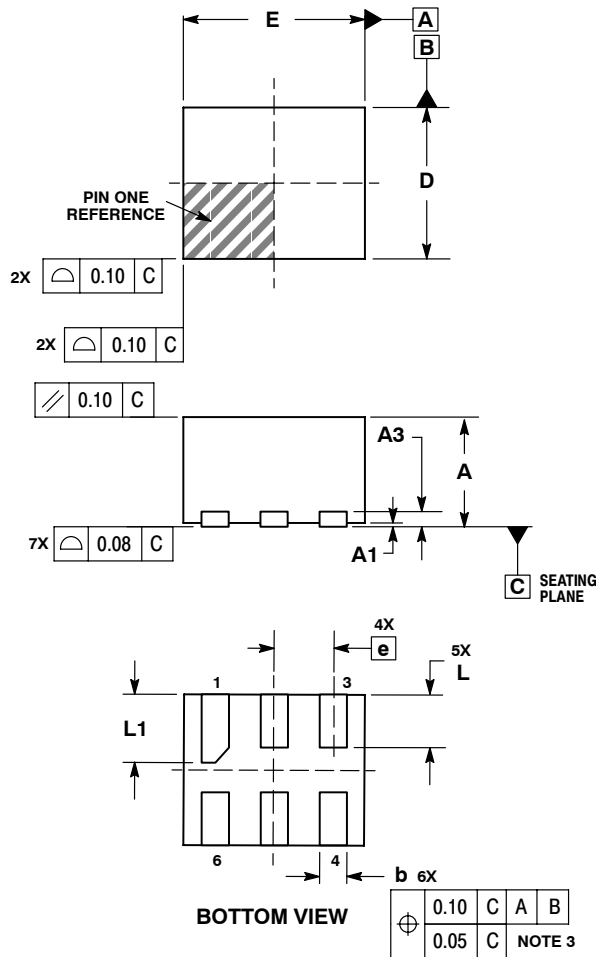 E
A
B
D
PIN ONE
REFERENCE
2X ⌓ 0.10 C
2X ⌓ 0.10 C
// 0.10 C
A3
A
7X ⌓ 0.08 C
A1
C SEATING
PLANE
4X
e
5X
L
1
3
L1
6
4
b 6X
BOTTOM VIEW
⌖ 0.10 C A B
0.05 C NOTE 3